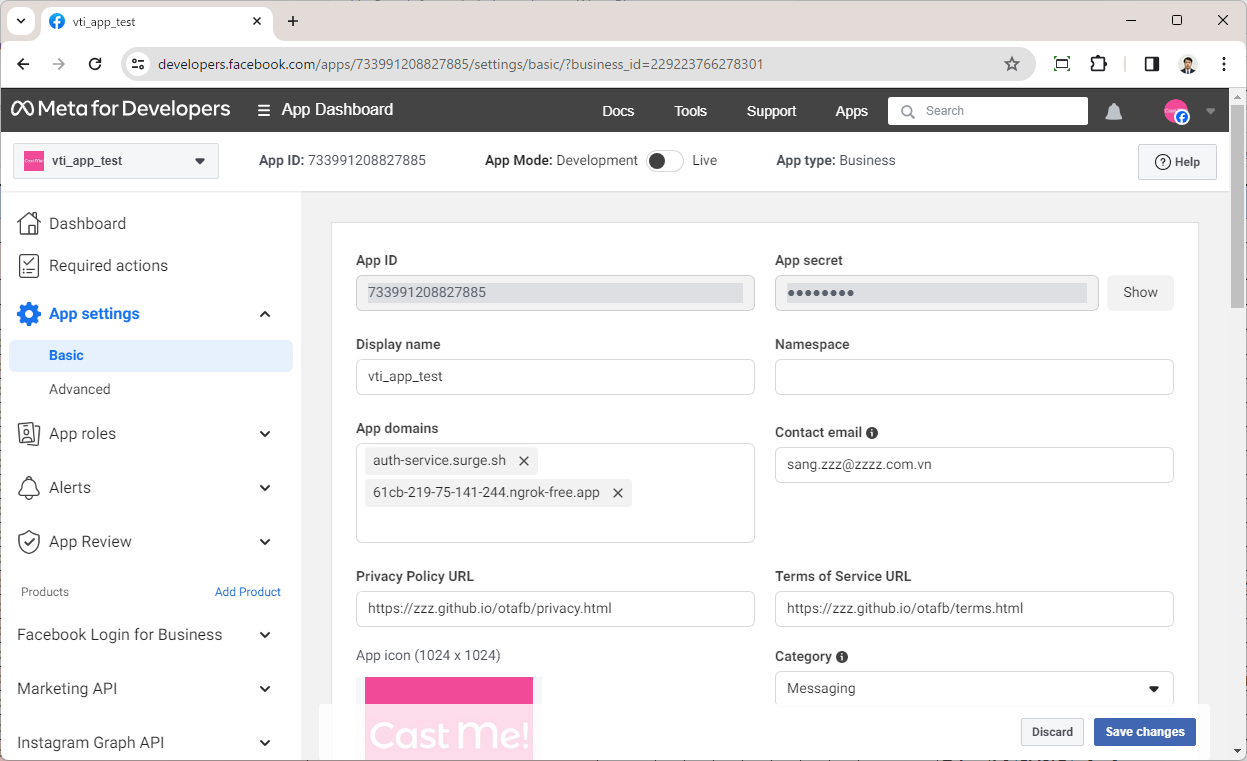 vti_app_test
developers.facebook.com/apps/733991208827885/settings/basic/?business_id=229223766278301
Meta for Developers
App Dashboard
Docs
Tools
Support
Apps
Search
Cast Me!
vti_app_test
App ID: 733991208827885
App Mode: Development
Live
App type: Business
Help
Dashboard
Required actions
App settings
Basic
Advanced
App roles
Alerts
App Review
Products
Add Product
Facebook Login for Business
Marketing API
Instagram Graph API
App ID
733991208827885
App secret
●●●●●●●●
Show
Display name
vti_app_test
Namespace
App domains
auth-service.surge.sh
61cb-219-75-141-244.ngrok-free.app
Contact email
sang.zzz@zzzz.com.vn
Privacy Policy URL
https://zzz.github.io/otafb/privacy.html
Terms of Service URL
https://zzz.github.io/otafb/terms.html
App icon (1024 x 1024)
Cast Me!
Category
Messaging
Discard
Save changes